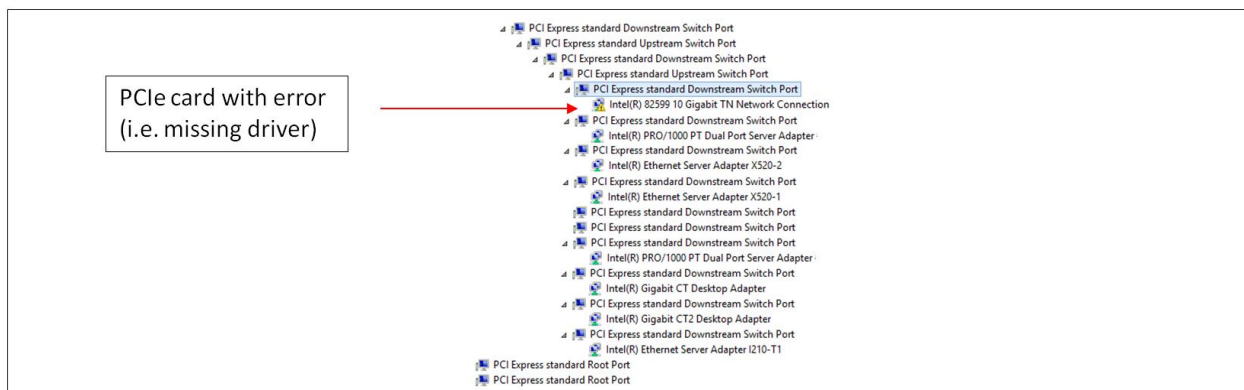 PCI Express standard Downstream Switch Port
PCI Express standard Upstream Switch Port
PCI Express standard Downstream Switch Port
PCI Express standard Upstream Switch Port
PCI Express standard Downstream Switch Port
Intel(R) 82599 10 Gigabit TN Network Connection
PCI Express standard Downstream Switch Port
Intel(R) PRO/1000 PT Dual Port Server Adapter
PCI Express standard Downstream Switch Port
Intel(R) Ethernet Server Adapter X520-2
PCI Express standard Downstream Switch Port
Intel(R) Ethernet Server Adapter X520-1
PCI Express standard Downstream Switch Port
PCI Express standard Downstream Switch Port
PCI Express standard Downstream Switch Port
Intel(R) PRO/1000 PT Dual Port Server Adapter
PCI Express standard Downstream Switch Port
Intel(R) Gigabit CT Desktop Adapter
PCI Express standard Downstream Switch Port
Intel(R) Gigabit CT2 Desktop Adapter
PCI Express standard Downstream Switch Port
Intel(R) Ethernet Server Adapter I210-T1
PCI Express standard Root Port
PCI Express standard Root Port
PCIe card with error
(i.e. missing driver)